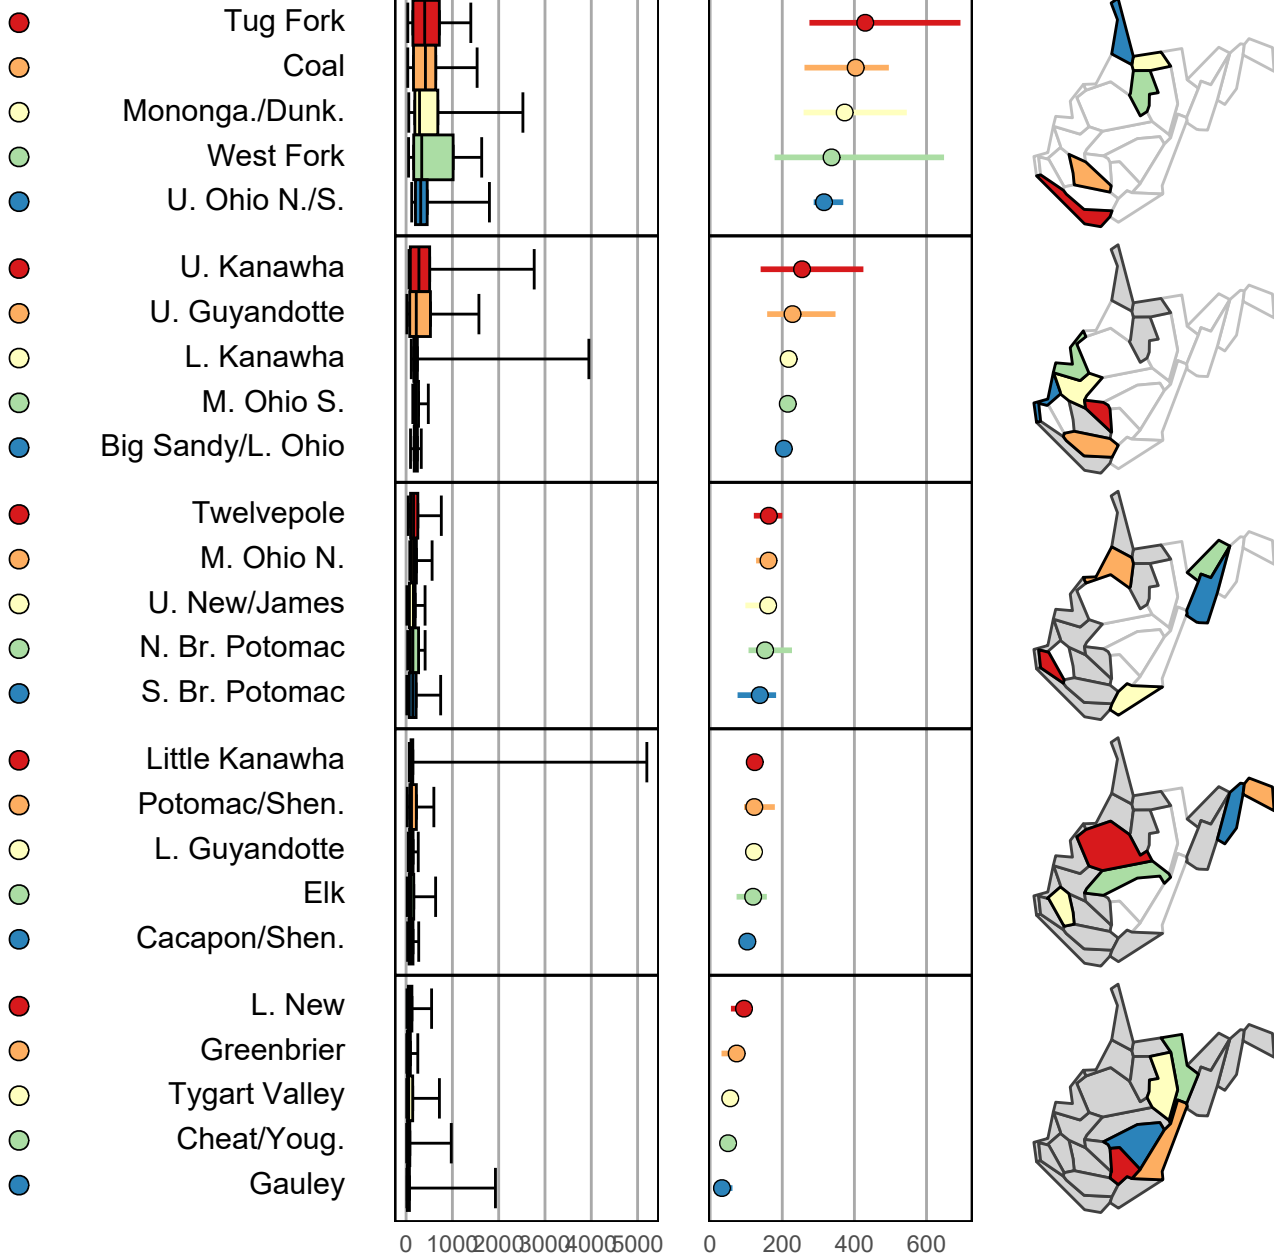 Tug Fork
Coal
Mononga./Dunk.
West Fork
U. Ohio N./S.
U. Kanawha
U. Guyandotte
L. Kanawha
M. Ohio S.
Big Sandy/L. Ohio
Twelvepole
M. Ohio N.
U. New/James
N. Br. Potomac
S. Br. Potomac
Little Kanawha
Potomac/Shen.
L. Guyandotte
Elk
Cacapon/Shen.
L. New
Greenbrier
Tygart Valley
Cheat/Youg.
Gauley
0 1000 2000 3000 4000 5000 0 200 400 600